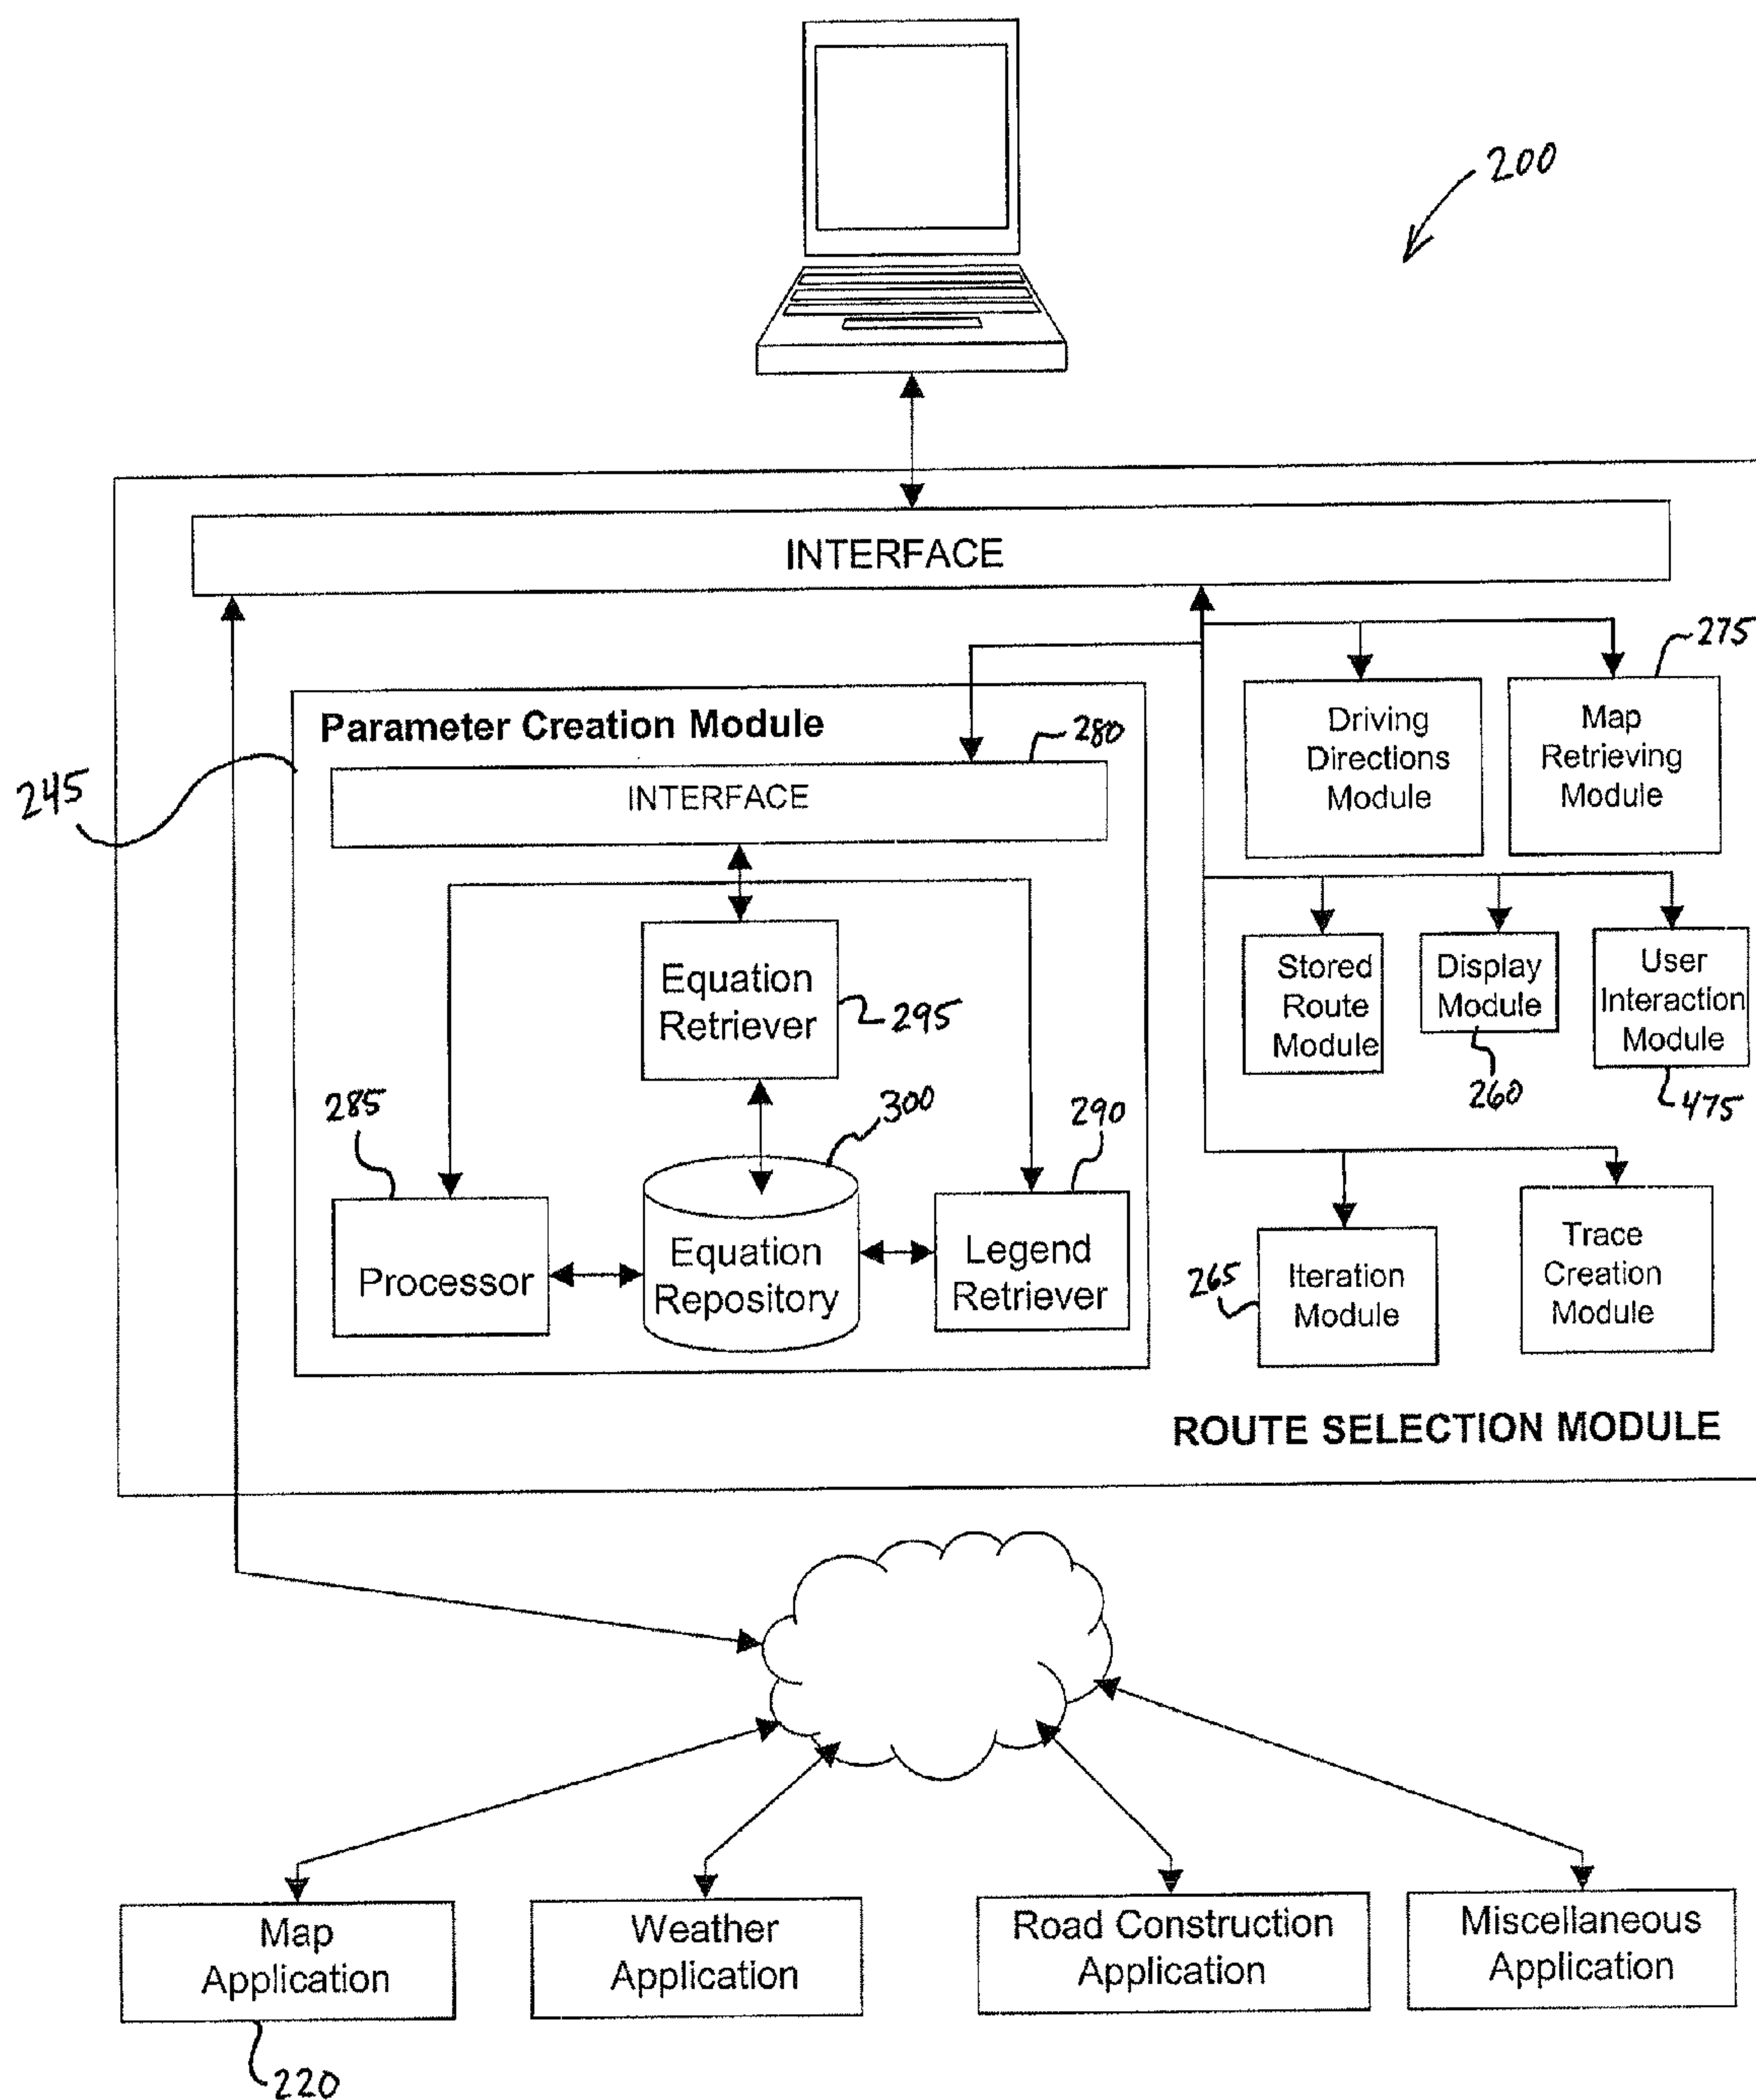 200
INTERFACE
275
Parameter Creation Module
280
Driving
Directions
Module
Map
Retrieving
Module
245
INTERFACE
Equation
Retriever
295
Stored
Route
Module
Display
Module
User
Interaction
Module
260
475
285
300
290
Processor
Equation
Repository
Legend
Retriever
265
Iteration
Module
Trace
Creation
Module
ROUTE SELECTION MODULE
Map
Application
Weather
Application
Road Construction
Application
Miscellaneous
Application
220